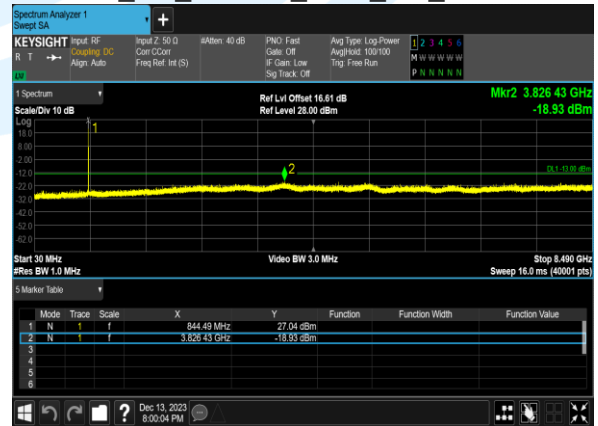 Spectrum Analyzer 1
Swept SA
+
KEYSIGHT
R T
LW
Input: RF
Coupling: DC
Align: Auto
Input Z: 50 Ω
Corr CCorr
Freq Ref: Int (S)
#Atten: 40 dB
PNO: Fast
Gate: Off
IF Gain: Low
Sig Track: Off
Avg Type: Log-Power
Avg|Hold: 100/100
Trig: Free Run
1 2 3 4 5 6
M W W W W W
P N N N N N
1 Spectrum
Scale/Div 10 dB
Ref Lvl Offset 16.61 dB
Ref Level 28.00 dBm
Mkr2 3.826 43 GHz
-18.93 dBm
Log
18.0
8.00
-2.00
-12.0
-22.0
-32.0
-42.0
-52.0
-62.0
1
2
DL1 -13.00 dBm
Start 30 MHz
#Res BW 1.0 MHz
Video BW 3.0 MHz
Stop 8.490 GHz
Sweep 16.0 ms (40001 pts)
5 Marker Table
Mode Trace Scale X Y Function Function Width Function Value
1 N 1 f 844.49 MHz 27.04 dBm
2 N 1 f 3.826 43 GHz -18.93 dBm
3
4
5
6
?
Dec 13, 2023
8:00:04 PM